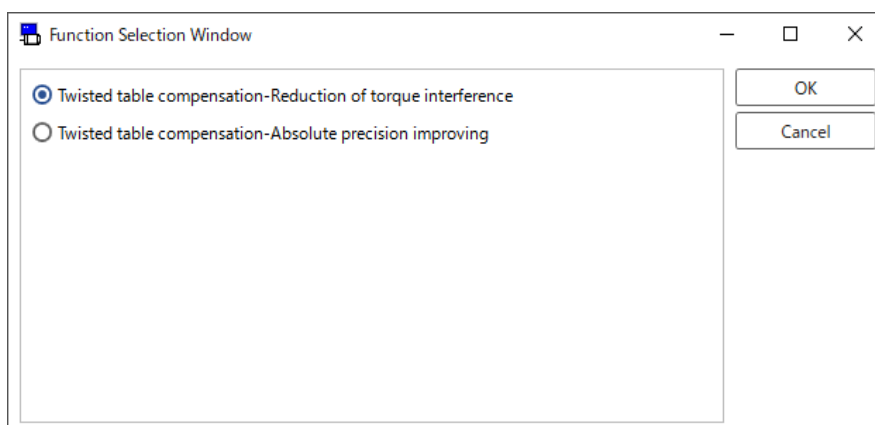 Function Selection Window
Twisted table compensation-Reduction of torque interference
Twisted table compensation-Absolute precision improving
OK
Cancel